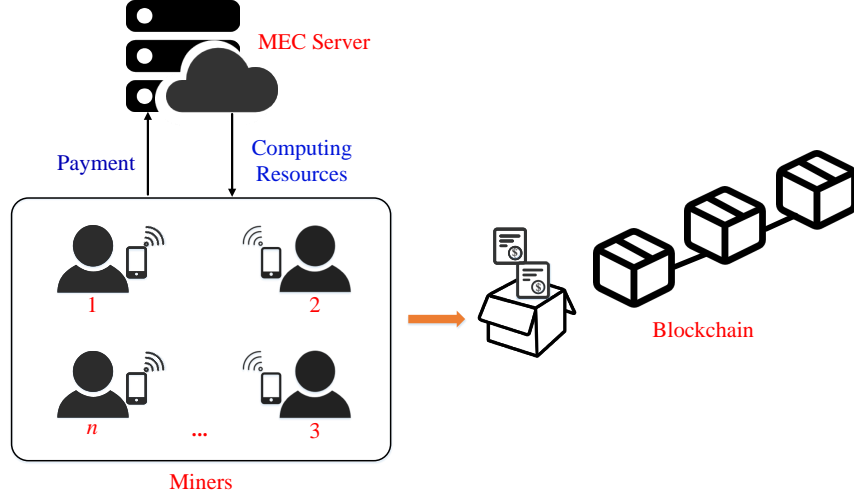 MEC Server
Payment
Computing
Resources
1
2
n
...
3
Miners
$
$
Blockchain